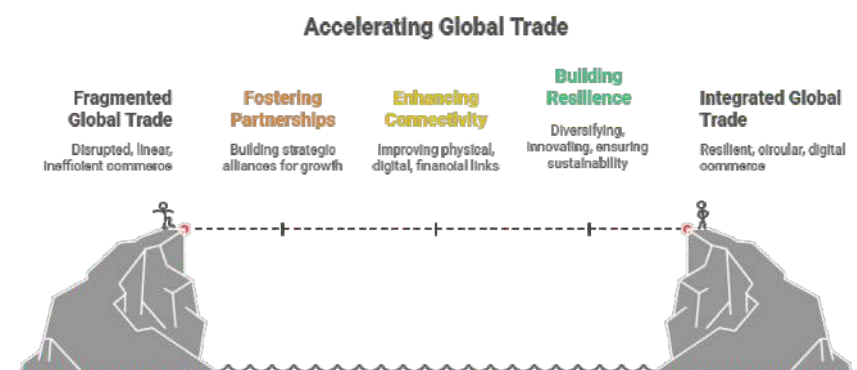 Accelerating Global Trade
Fragmented
Global Trade
Disrupted, linear,
inefficient commerce
Fostering
Partnerships
Building strategic
alliances for growth
Enhancing
Connectivity
Improving physical,
digital, financial links
Building
Resilience
Diversifying,
innovating, ensuring
sustainability
Integrated Global
Trade
Resilient, circular, digital
commerce